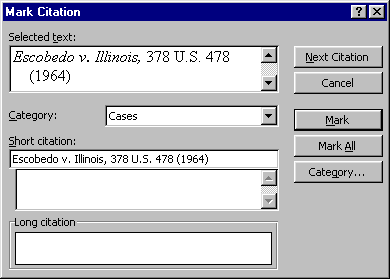 Mark Citation
Selected text:
Escobedo v. Illinois, 378 U.S. 478
(1964)
Next Citation
Cancel
Category:
Cases
Mark
Short citation:
Mark All
Escobedo v. Illinois, 378 U.S. 478 (1964)
Category...
Long citation